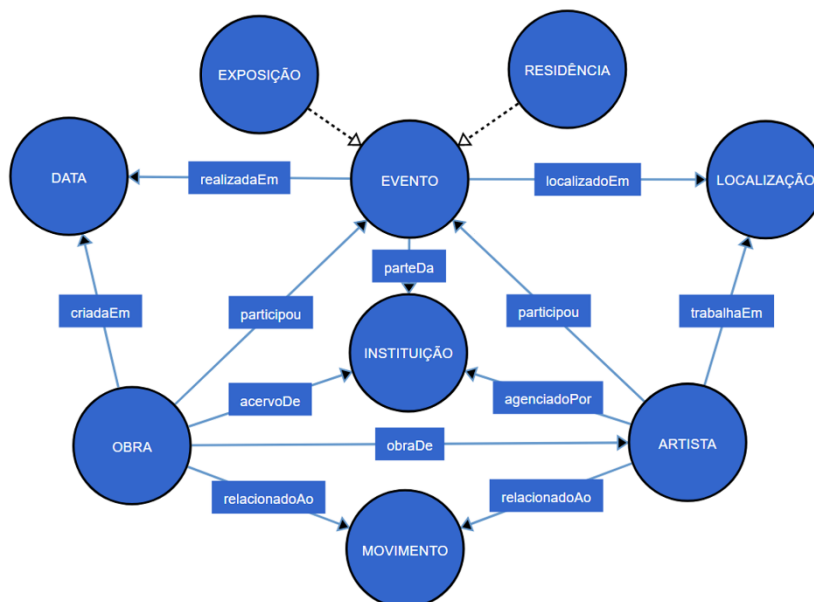 EXPOSIÇÃO
RESIDÊNCIA
DATA
realizadaEm
EVENTO
localizadoEm
LOCALIZAÇÃO
parteDa
criadaEm
participou
participou
trabalhaEm
INSTITUIÇÃO
acervoDe
agenciadoPor
OBRA
obraDe
ARTISTA
relacionadoAo
relacionadoAo
MOVIMENTO